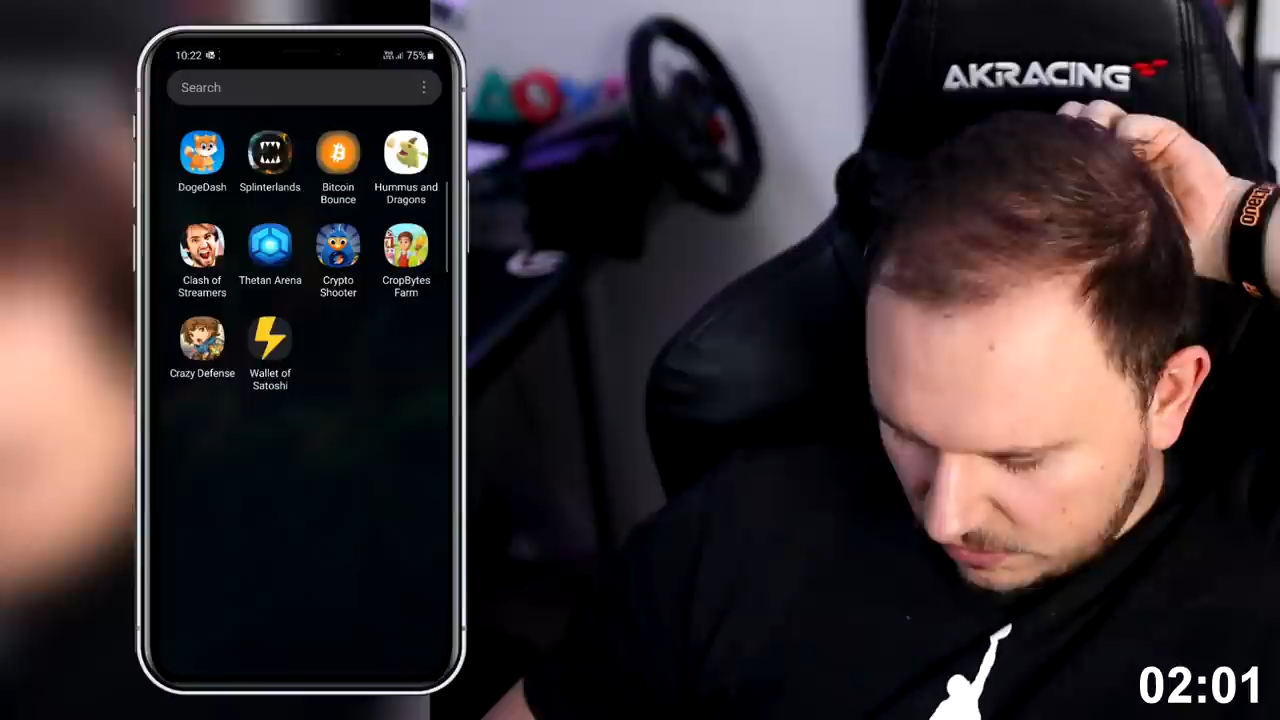 10:22
75%
Search
DogeDash
Splinterlands
Bitcoin
Bounce
Hummus and
Dragons
Clash of
Streamers
Thetan Arena
Crypto
Shooter
CropBytes
Farm
Crazy Defense
Wallet of
Satoshi
AKRACING
02:01